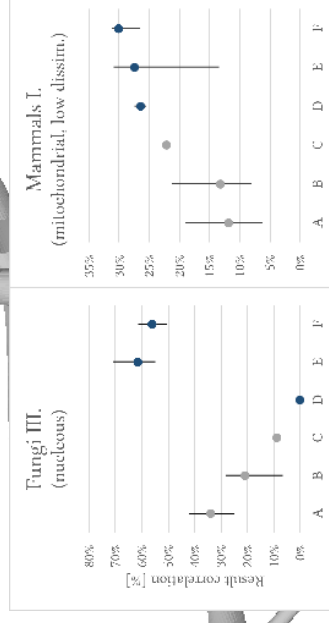 Fungi III.
(nucleous)
Result correlation [%]
80%
70%
60%
50%
40%
30%
20%
10%
0%
A B C D E F
Mammals I.
(mitochondrial, low dissim.)
35%
30%
25%
20%
15%
10%
5%
0%
A B C D E F